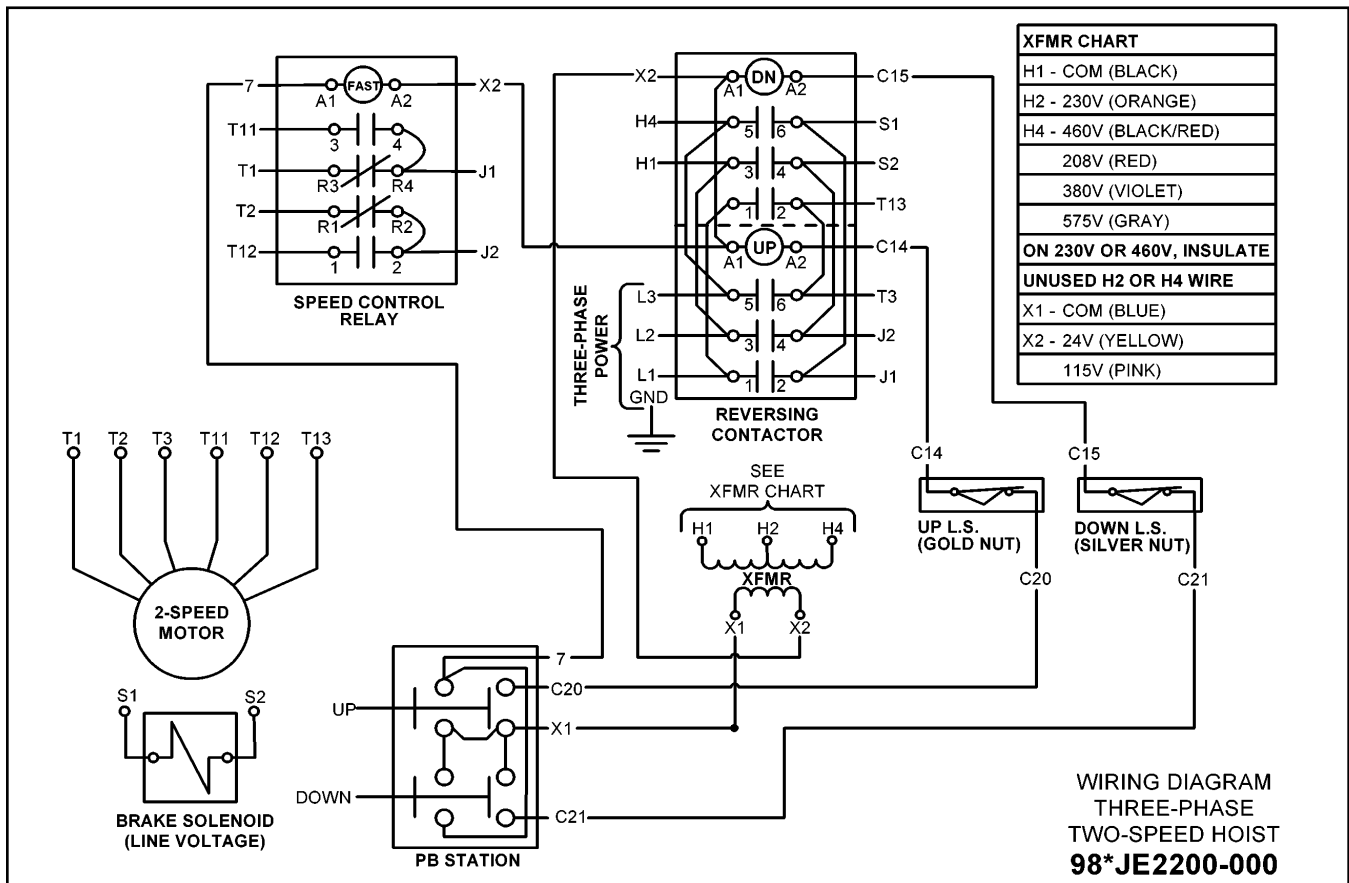 7
FAST
A1
A2
X2
T11
3
4
T1
R3
R4
J1
T2
R1
R2
T12
1
2
J2
SPEED CONTROL
RELAY
X2
DN
A1
A2
C15
H4
5
6
S1
H1
3
4
S2
1
2
T13
UP
A1
A2
C14
L3
5
6
T3
L2
3
4
J2
L1
1
2
J1
GND
THREE-PHASE
POWER
REVERSING
CONTACTOR
XFMR CHART
H1 - COM (BLACK)
H2 - 230V (ORANGE)
H4 - 460V (BLACK/RED)
208V (RED)
380V (VIOLET)
575V (GRAY)
ON 230V OR 460V, INSULATE
UNUSED H2 OR H4 WIRE
X1 - COM (BLUE)
X2 - 24V (YELLOW)
115V (PINK)
T1 T2 T3 T11 T12 T13
2-SPEED
MOTOR
S1
S2
BRAKE SOLENOID
(LINE VOLTAGE)
SEE
XFMR CHART
H1 H2 H4
XFMR
X1
X2
C14
UP L.S.
(GOLD NUT)
C20
C15
DOWN L.S.
(SILVER NUT)
C21
7
C20
UP
X1
DOWN
C21
PB STATION
WIRING DIAGRAM
THREE-PHASE
TWO-SPEED HOIST
98*JE2200-000